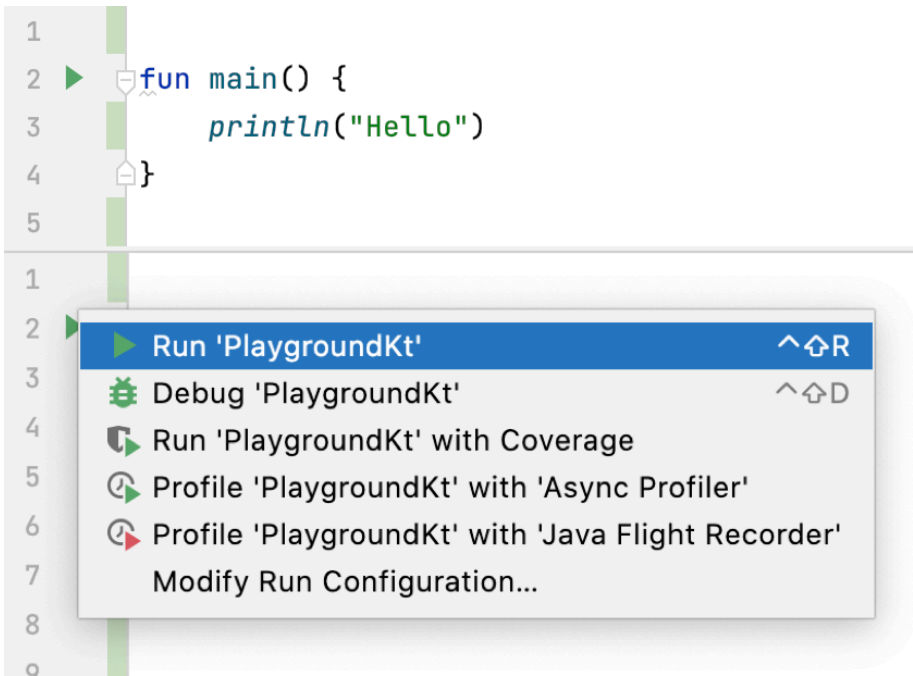 1
2 fun main() {
3 println("Hello")
4 }
5
1
2 Run 'PlaygroundKt' ^⇧R
3 Debug 'PlaygroundKt' ^⇧D
4 Run 'PlaygroundKt' with Coverage
5 Profile 'PlaygroundKt' with 'Async Profiler'
6 Profile 'PlaygroundKt' with 'Java Flight Recorder'
7 Modify Run Configuration...
8
9